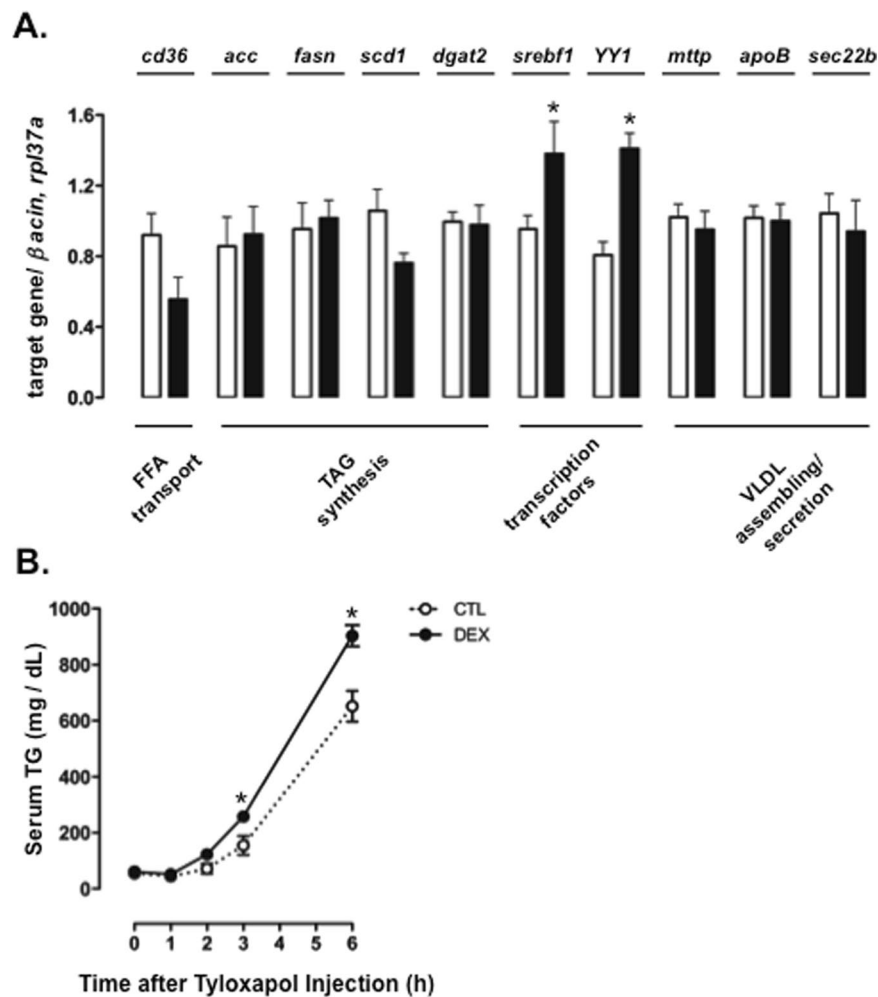 A.
cd36 acc fasn scd1 dgat2 srebf1 YY1 mttp apoB sec22b
target gene/ β acin, rpl37a
1.6
1.2
0.8
0.4
0.0
* *
FFA
transport
TAG
synthesis
transcription
factors
VLDL
assembling/
secretion
B.
Serum TG (mg / dL)
1000
800
600
400
200
0
* *
CTL
DEX
0 1 2 3 4 5 6
Time after Tyloxapol Injection (h)